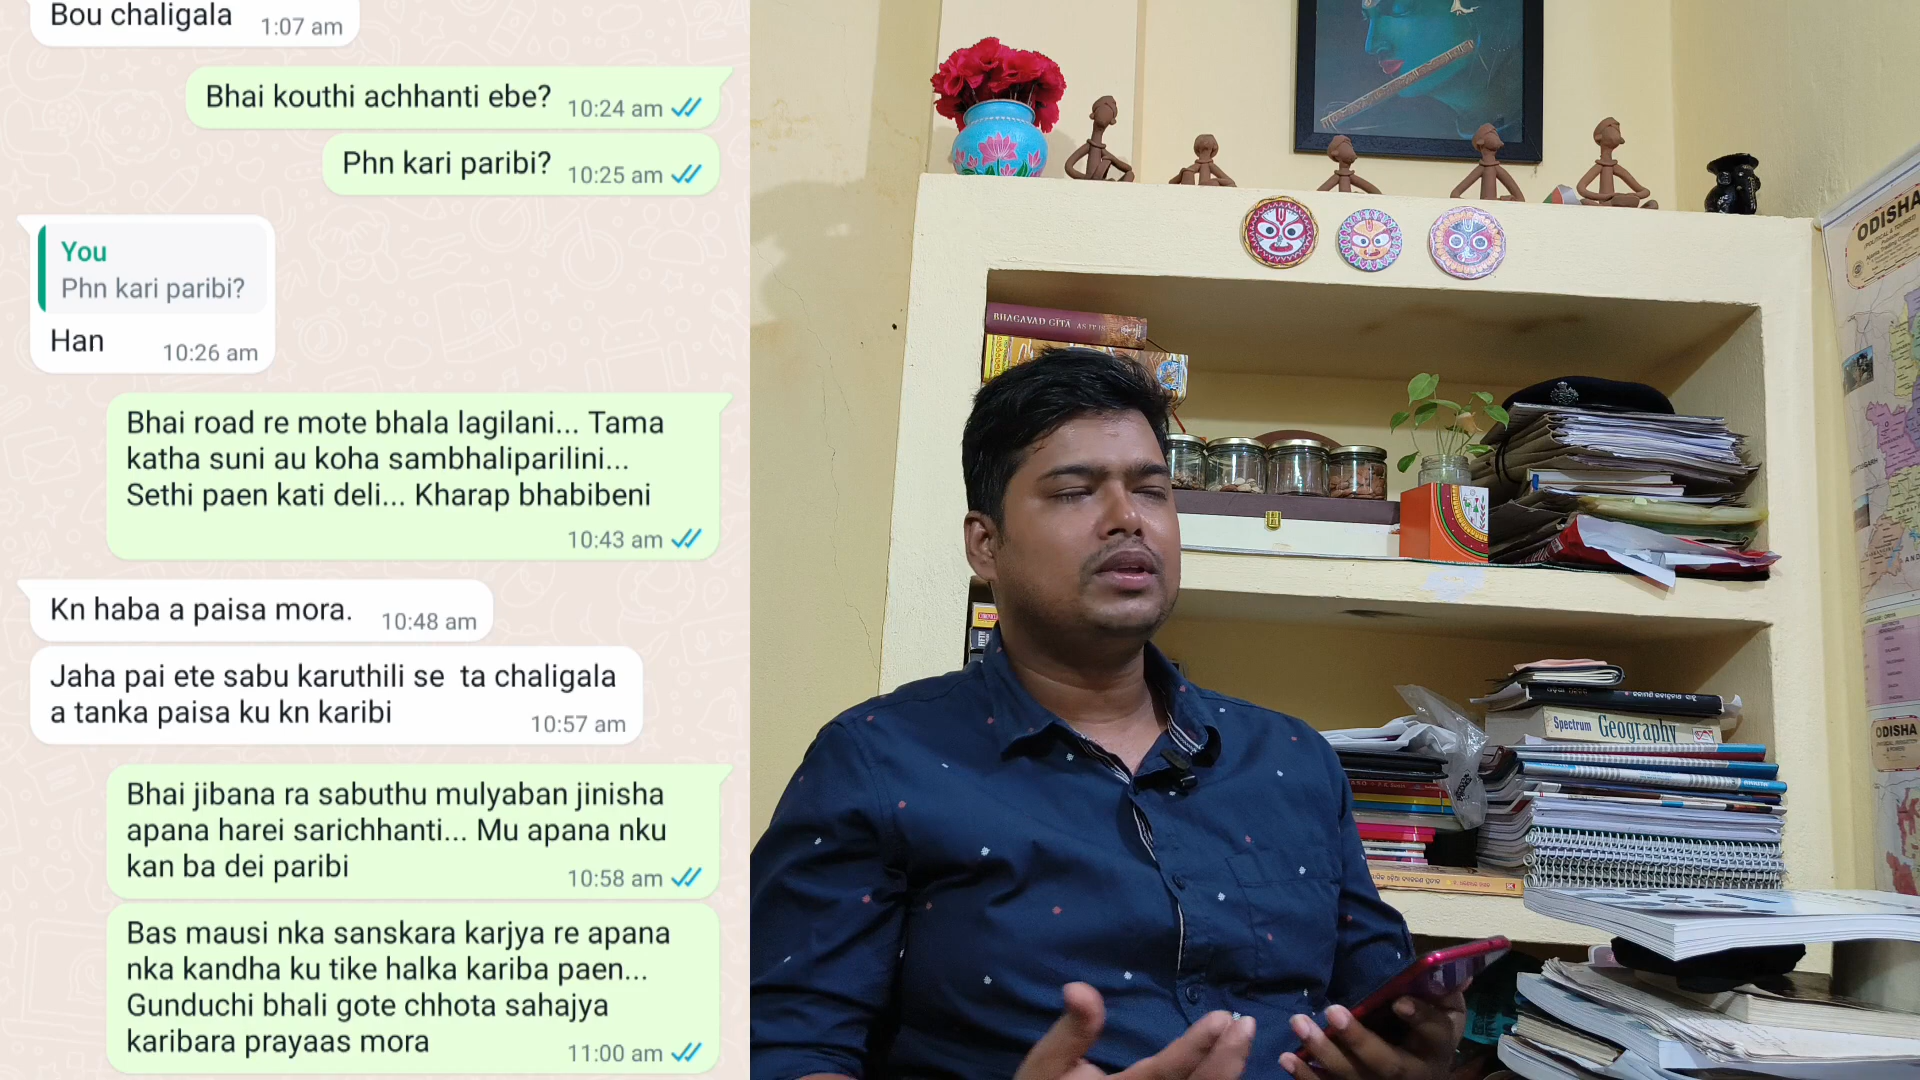 Bou chaligala
1:07 am
Bhai kouthi achhanti ebe?
10:24 am
Phn kari paribi?
10:25 am
You
Phn kari paribi?
Han
10:26 am
Bhai road re mote bhala lagilani... Tama
katha suni au koha sambhaliparilini...
Sethi paen kati deli... Kharap bhabibeni
10:43 am
Kn haba a paisa mora.
10:48 am
Jaha pai ete sabu karuthili se ta chaligala
a tanka paisa ku kn karibi
10:57 am
Bhai jibana ra sabuthu mulyaban jinisha
apana harei sarichhanti... Mu apana nku
kan ba dei paribi
10:58 am
Bas mausi nka sanskara karjya re apana
nka kandha ku tike halka kariba paen...
Gunduchi bhali gote chhota sahajya
karibara prayaas mora
11:00 am
BHAGAVAD GITA AS IT IS
Spectrum Geography
ODISHA
ODISHA